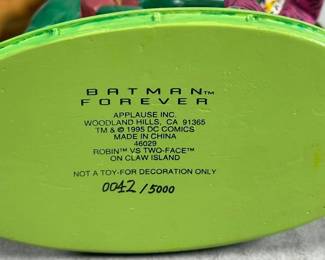 BATMAN™
FOREVER
APPLAUSE INC.
WOODLAND HILLS, CA 91365
TM & © 1995 DC COMICS
MADE IN CHINA
46029
ROBIN™ VS TWO-FACE™
ON CLAW ISLAND
NOT A TOY-FOR DECORATION ONLY
0042/5000